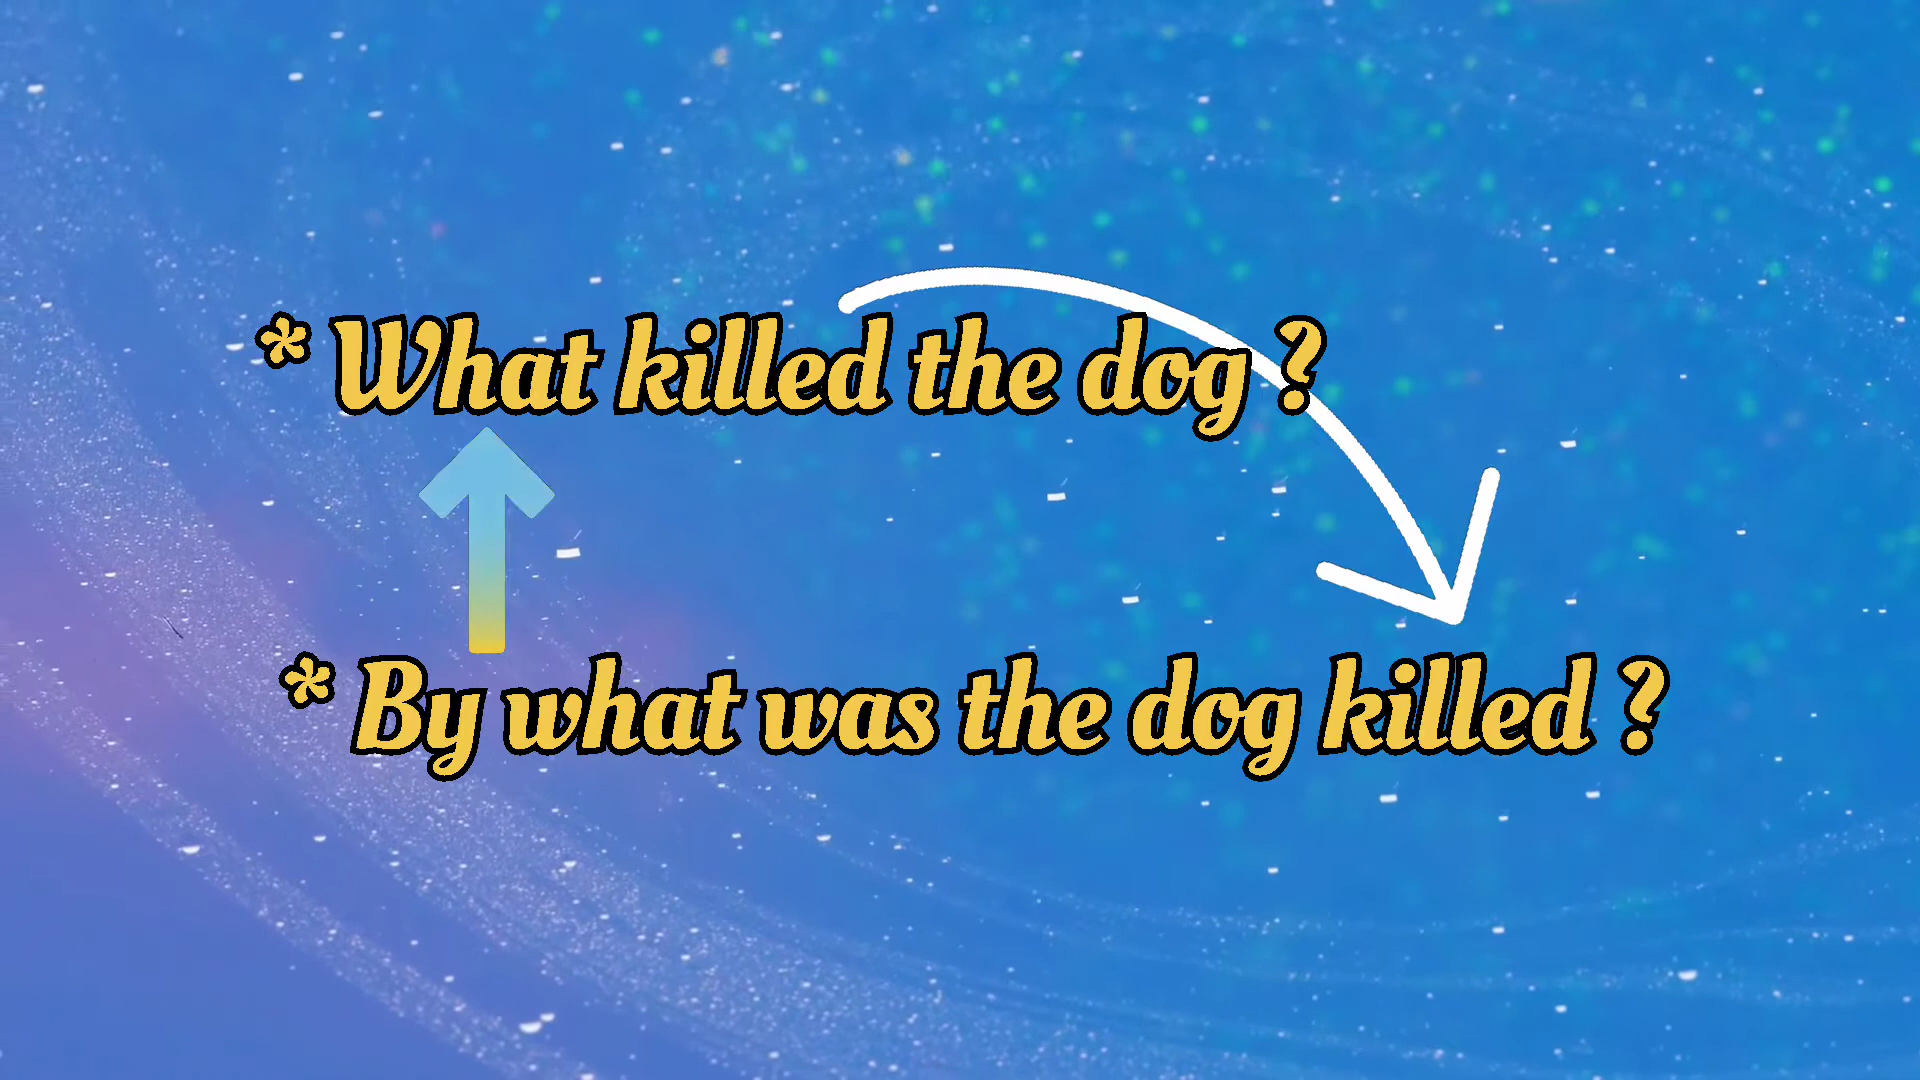 * What killed the dog ?
* By what was the dog killed ?